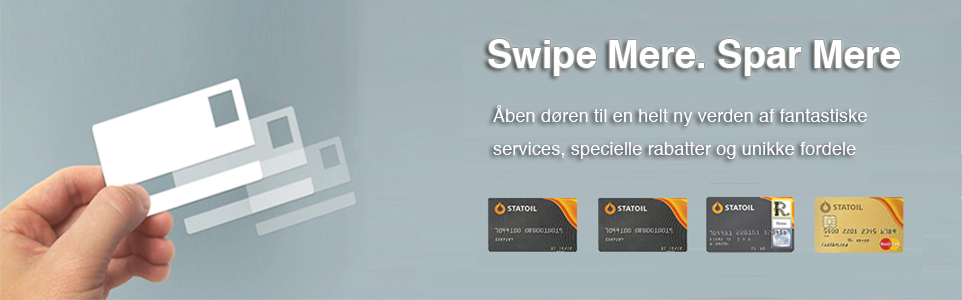 Swipe Mere. Spar Mere
Åben døren til en helt ny verden af fantastiske
services, specielle rabatter og unikke fordele
STATOIL
STATOIL
STATOIL
STATOIL